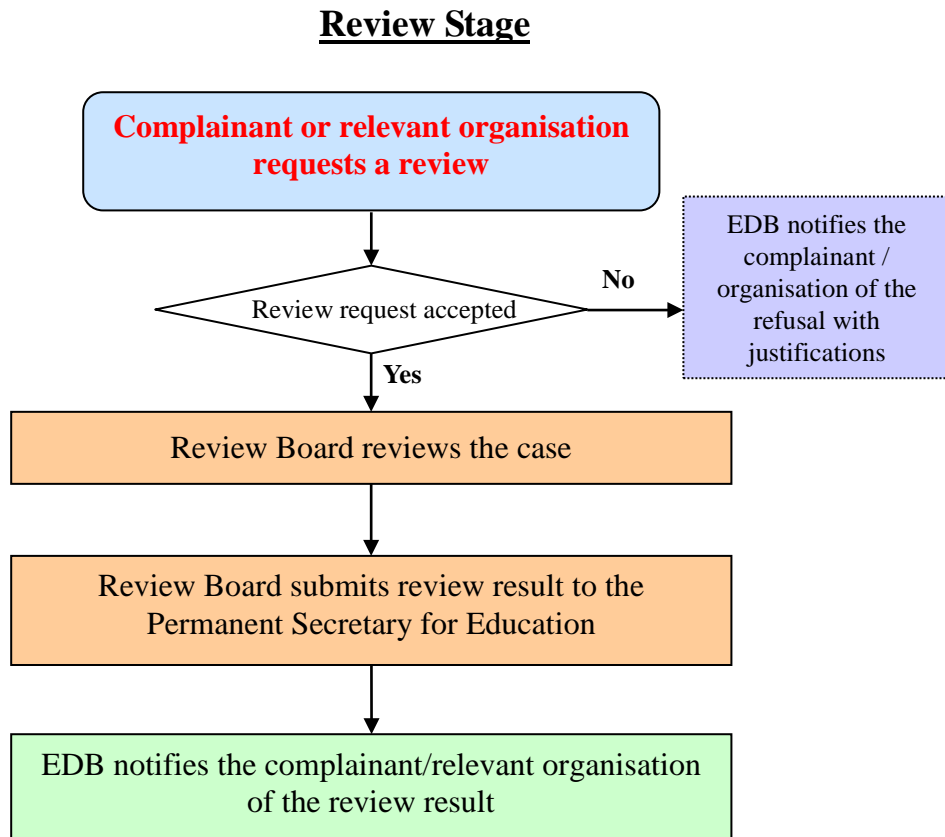 Review Stage
Complainant or relevant organisation
requests a review
EDB notifies the
complainant /
organisation of the
refusal with
justifications
No
Review request accepted
Yes
Review Board reviews the case
Review Board submits review result to the
Permanent Secretary for Education
EDB notifies the complainant/relevant organisation
of the review result